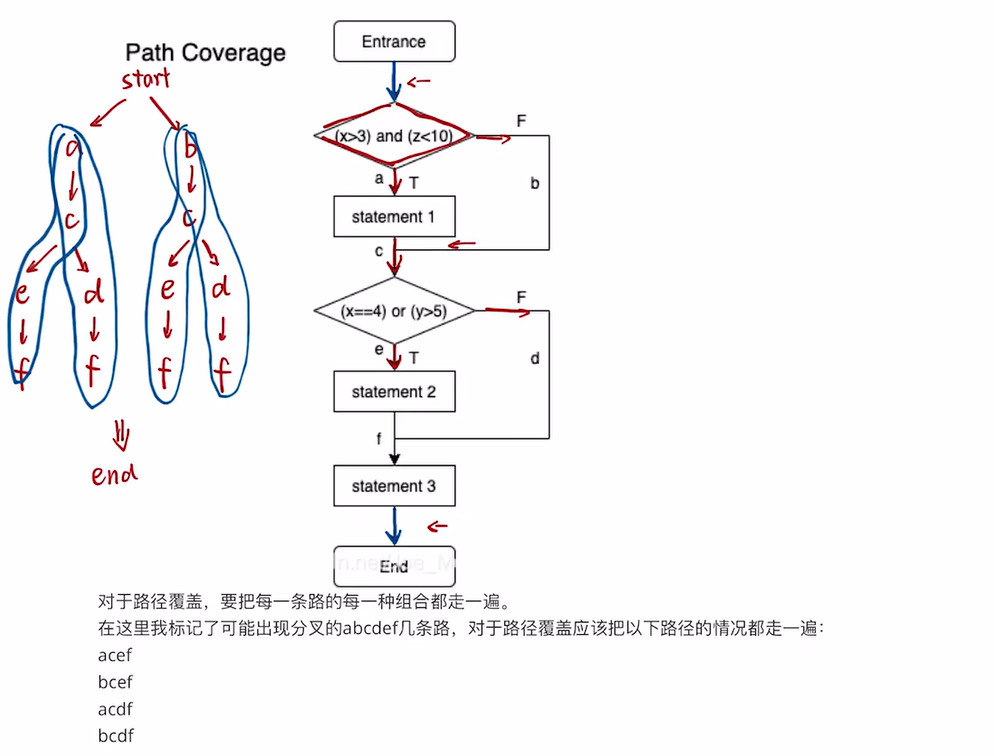 Path Coverage
start
a
c
e
d
f
f
b
c
e
d
f
f
end
Entrance
(x>3) and (z<10)
F
a
T
b
statement 1
c
(x==4) or (y>5)
F
e
T
d
statement 2
f
statement 3
End
对于路径覆盖，要把每一条路的每一种组合都走一遍。
在这里我标记了可能出现分叉的abcdef几条路，对于路径覆盖应该把以下路径的情况都走一遍：
acef
bcef
acdf
bcdf